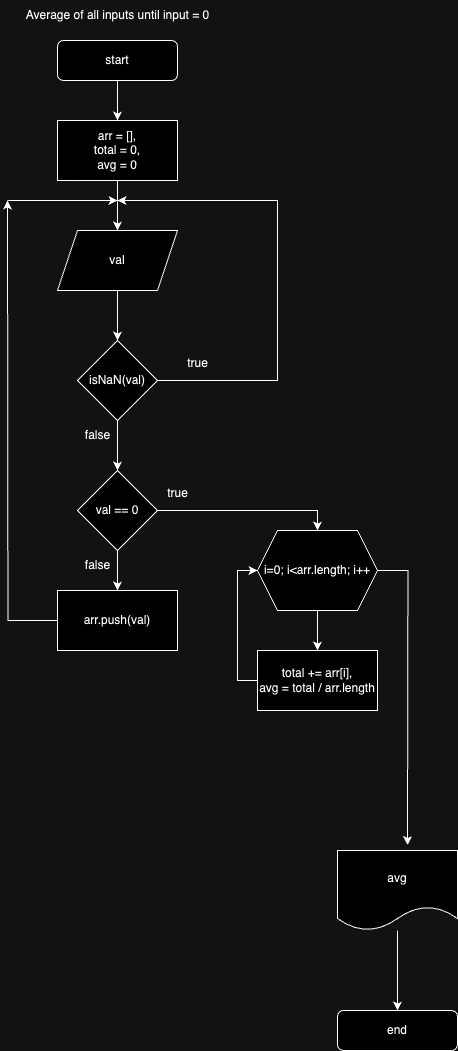 Average of all inputs until input = 0
start
arr = [],
total = 0,
avg = 0
val
isNaN(val)
true
false
val == 0
true
false
arr.push(val)
i=0; i<arr.length; i++
total += arr[i],
avg = total / arr.length
avg
end